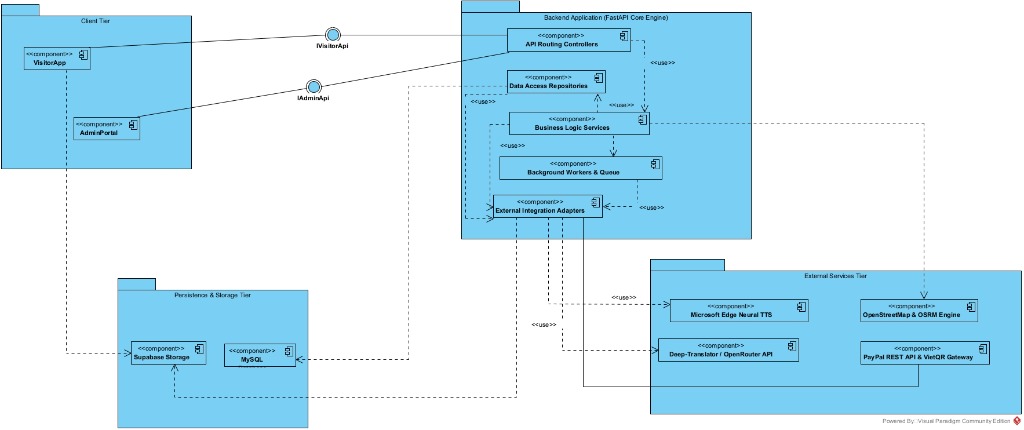 Client Tier
<<component>>
VisitorApp
<<component>>
AdminPortal
IVisitorApi
IAdminApi
Backend Application (FastAPI Core Engine)
<<component>>
API Routing Controllers
<<use>>
<<component>>
Data Access Repositories
<<use>>
<<use>>
<<component>>
Business Logic Services
<<use>>
<<component>>
Background Workers & Queue
<<component>>
External Integration Adapters
<<use>>
Persistence & Storage Tier
<<component>>
Supabase Storage
<<component>>
MySQL
<<use>>
<<use>>
External Services Tier
<<component>>
Microsoft Edge Neural TTS
<<component>>
OpenStreetMap & OSRM Engine
<<component>>
Deep-Translator / OpenRouter API
<<component>>
PayPal REST API & VietQR Gateway
Powered By: Visual Paradigm Community Edition